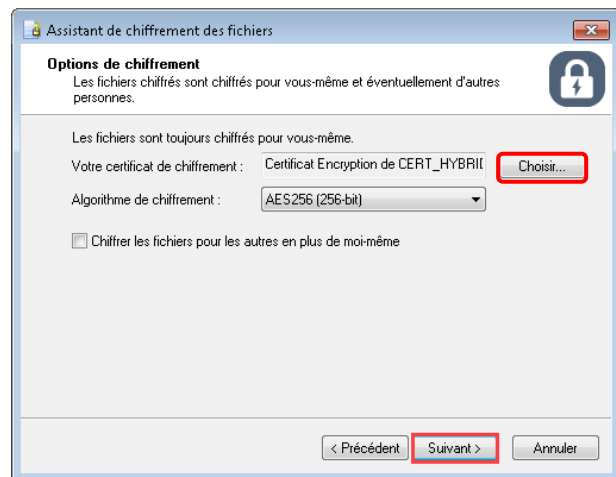 Assistant de chiffrement des fichiers
Options de chiffrement
Les fichiers chiffrés sont chiffrés pour vous-même et éventuellement d'autres
personnes.
Les fichiers sont toujours chiffrés pour vous-même.
Votre certificat de chiffrement :
Certificat Encryption de CERT_HYBRID
Choisir...
Algorithme de chiffrement :
AES256 (256-bit)
Chiffrer les fichiers pour les autres en plus de moi-même
< Précédent
Suivant >
Annuler